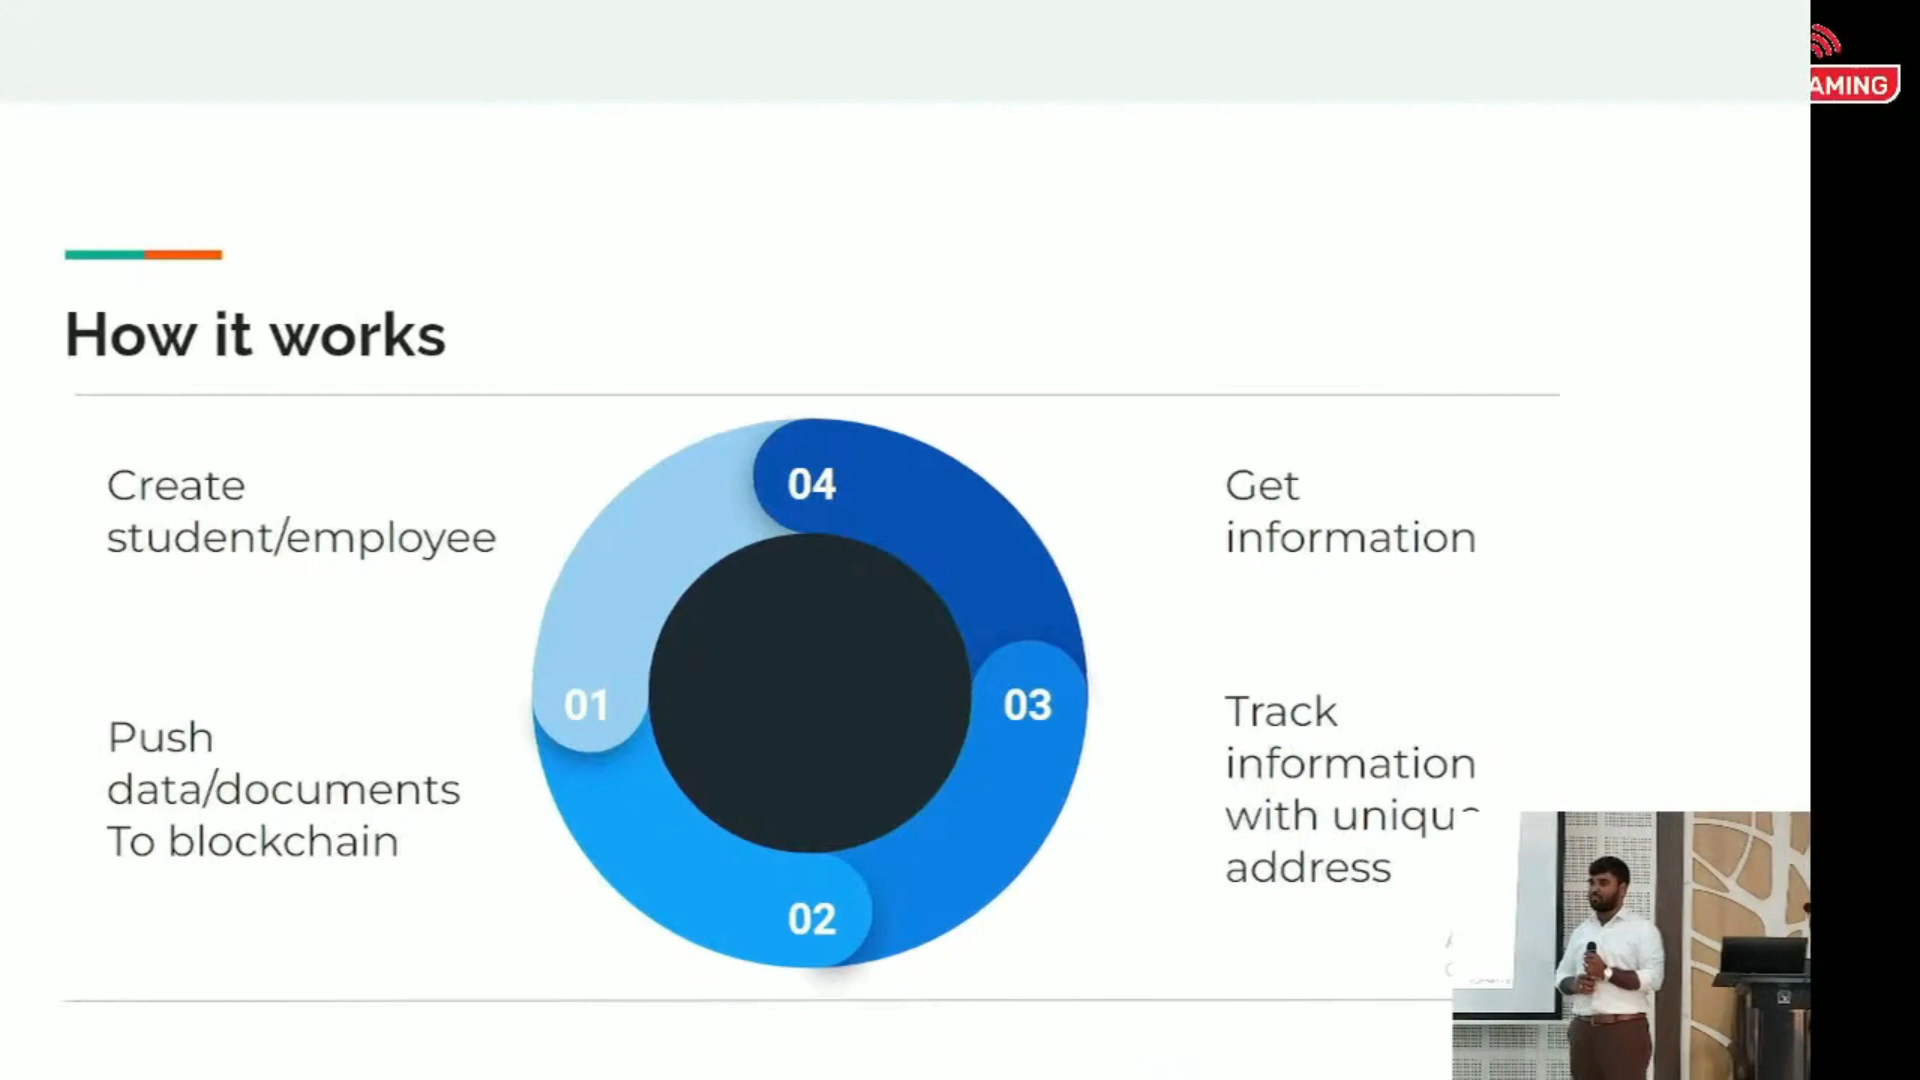 AMING
How it works
Create
student/employee
04
Get
information
01
03
Push
data/documents
To blockchain
Track
information
with unique
address
02